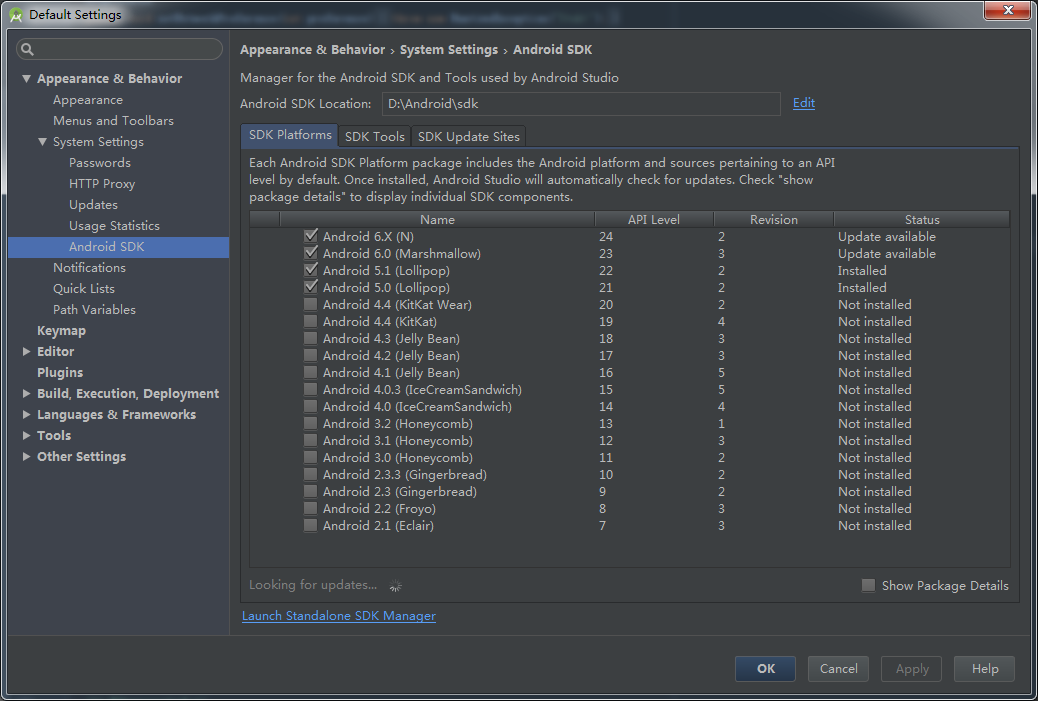 Default Settings
Appearance & Behavior
Appearance
Menus and Toolbars
System Settings
Passwords
HTTP Proxy
Updates
Usage Statistics
Android SDK
Notifications
Quick Lists
Path Variables
Keymap
Editor
Plugins
Build, Execution, Deployment
Languages & Frameworks
Tools
Other Settings
Appearance & Behavior › System Settings › Android SDK
Manager for the Android SDK and Tools used by Android Studio
Android SDK Location: D:\Android\sdk Edit
SDK Platforms SDK Tools SDK Update Sites
Each Android SDK Platform package includes the Android platform and sources pertaining to an API
level by default. Once installed, Android Studio will automatically check for updates. Check "show
package details" to display individual SDK components.
Name API Level Revision Status
Android 6.X (N) 24 2 Update available
Android 6.0 (Marshmallow) 23 3 Update available
Android 5.1 (Lollipop) 22 2 Installed
Android 5.0 (Lollipop) 21 2 Installed
Android 4.4 (KitKat Wear) 20 2 Not installed
Android 4.4 (KitKat) 19 4 Not installed
Android 4.3 (Jelly Bean) 18 3 Not installed
Android 4.2 (Jelly Bean) 17 3 Not installed
Android 4.1 (Jelly Bean) 16 5 Not installed
Android 4.0.3 (IceCreamSandwich) 15 5 Not installed
Android 4.0 (IceCreamSandwich) 14 4 Not installed
Android 3.2 (Honeycomb) 13 1 Not installed
Android 3.1 (Honeycomb) 12 3 Not installed
Android 3.0 (Honeycomb) 11 2 Not installed
Android 2.3.3 (Gingerbread) 10 2 Not installed
Android 2.3 (Gingerbread) 9 2 Not installed
Android 2.2 (Froyo) 8 3 Not installed
Android 2.1 (Eclair) 7 3 Not installed
Looking for updates... Show Package Details
Launch Standalone SDK Manager
OK Cancel Apply Help